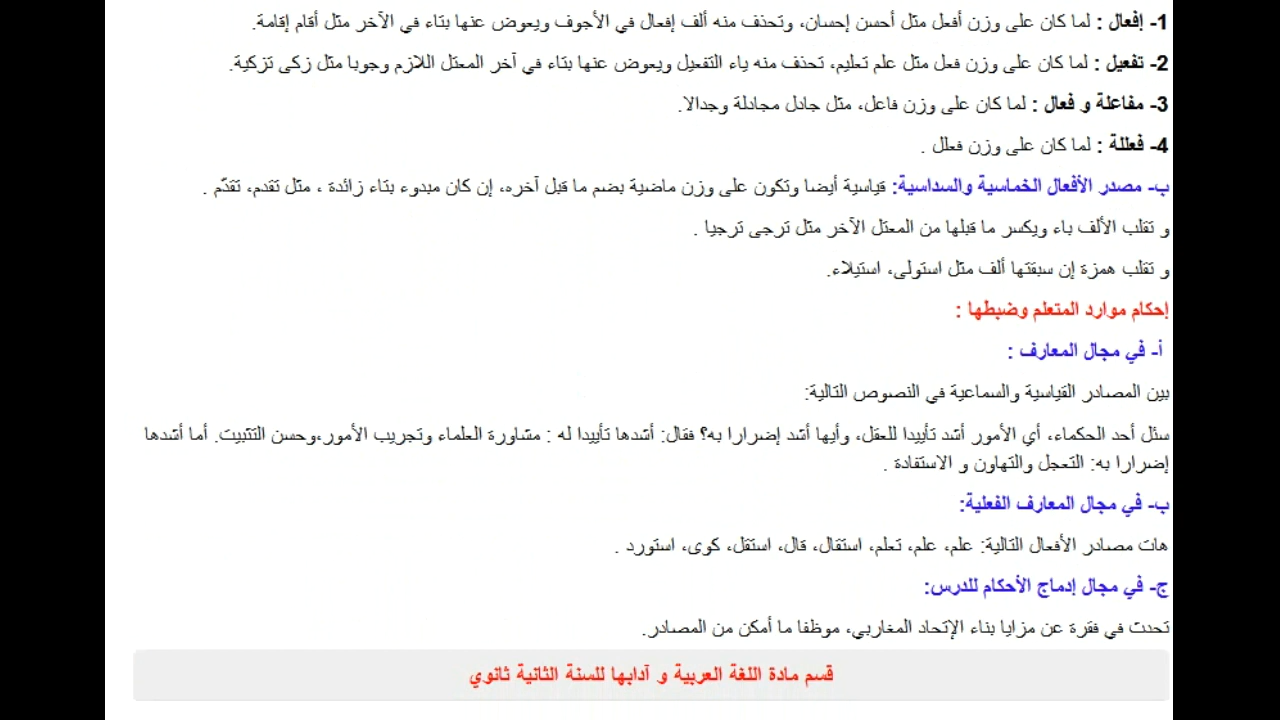 1- إفعال : لما كان على وزن أفعل مثل أحسن إحسان، وتحذف منه ألف إفعال في الأجوف ويعوض عنها بتاء في الآخر مثل أقام إقامة.
2- تفعيل : لما كان على وزن فعل مثل علم تعليم، تحذف منه ياء التفعيل ويعوض عنها بتاء في آخر المعتل اللازم وجوبا مثل زكى تزكية.
3- مفاعلة و فعال : لما كان على وزن فاعل، مثل جادل مجادلة وجدالا.
4- فعللة : لما كان على وزن فعلل .
ب- مصدر الأفعال الخماسية والسداسية: قياسية أيضا وتكون على وزن ماضية بضم ما قبل آخره، إن كان مبدوء بتاء زائدة ، مثل تقدم، تقدّم .
و تقلب الألف باء ويكسر ما قبلها من المعتل الآخر مثل ترجى ترجيا .
و تقلب همزة إن سبقتها ألف مثل استولى، استيلاء.
إحكام موارد المتعلم وضبطها :
أ- في مجال المعارف :
بين المصادر القياسية والسماعية في النصوص التالية:
سئل أحد الحكماء، أي الأمور أشد تأييدا للعقل، وأيها أشد إضرارا به؟ فقال: أشدها تأييدا له : مشاورة العلماء وتجريب الأمور،وحسن التثبيت. أما أشدها
إضرارا به: التعجل والتهاون و الاستفادة .
ب- في مجال المعارف الفعلية:
هات مصادر الأفعال التالية: علم، علم، تعلم، استقال، قال، استقل، كوى، استورد .
ج- في مجال إدماج الأحكام للدرس:
تحدث في فقرة عن مزايا بناء الإتحاد المغاربي، موظفا ما أمكن من المصادر.
قسم مادة اللغة العربية و آدابها للسنة الثانية ثانوي